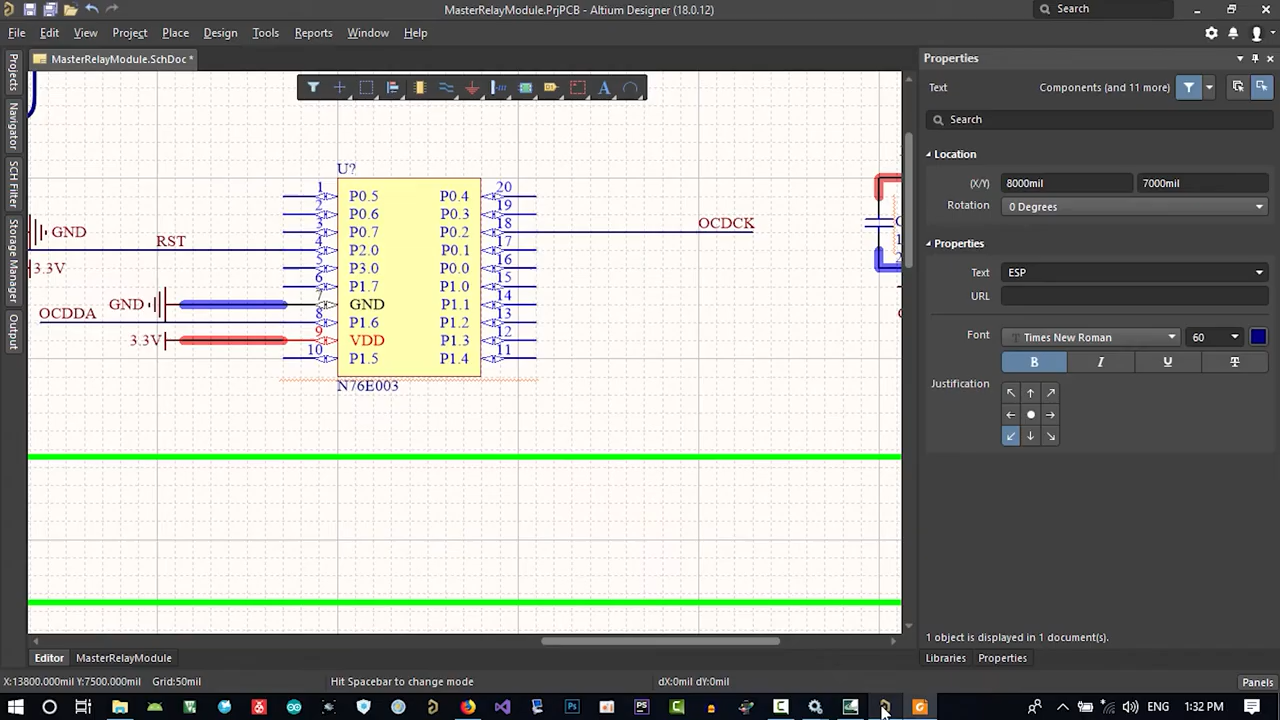 MasterRelayModule.PrjPCB - Altium Designer (18.0.12)
Search
File Edit View Project Place Design Tools Reports Window Help
MasterRelayModule.SchDoc *
Properties
Text
Components (and 11 more)
Search
Location
(X/Y) 8000mil 7000mil
Rotation 0 Degrees
Properties
Text ESP
URL
Font Times New Roman 60
B I U T
Justification
1 object is displayed in 1 document(s).
Libraries Properties
Panels
Projects
Navigator
SCH Filter
Storage Manager
Output
U?
1 P0.5 P0.4 20
2 P0.6 P0.3 19
3 P0.7 P0.2 18
4 P2.0 P0.1 17
5 P3.0 P0.0 16
6 P1.7 P1.0 15
7 GND P1.1 14
8 P1.6 P1.2 13
9 VDD P1.3 12
10 P1.5 P1.4 11
N76E003
GND
RST
3.3V
GND
OCDDA
3.3V
OCDCK
Editor MasterRelayModule
X:13800.000mil Y:7500.000mil Grid:50mil
Hit Spacebar to change mode
dX:0mil dY:0mil
ENG 1:32 PM